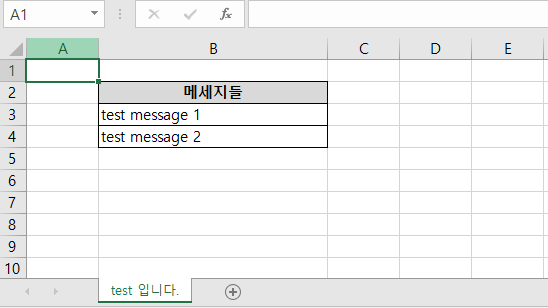 A1
A B C D E
1
2 메세지들
3 test message 1
4 test message 2
5
6
7
8
9
10
test 입니다.